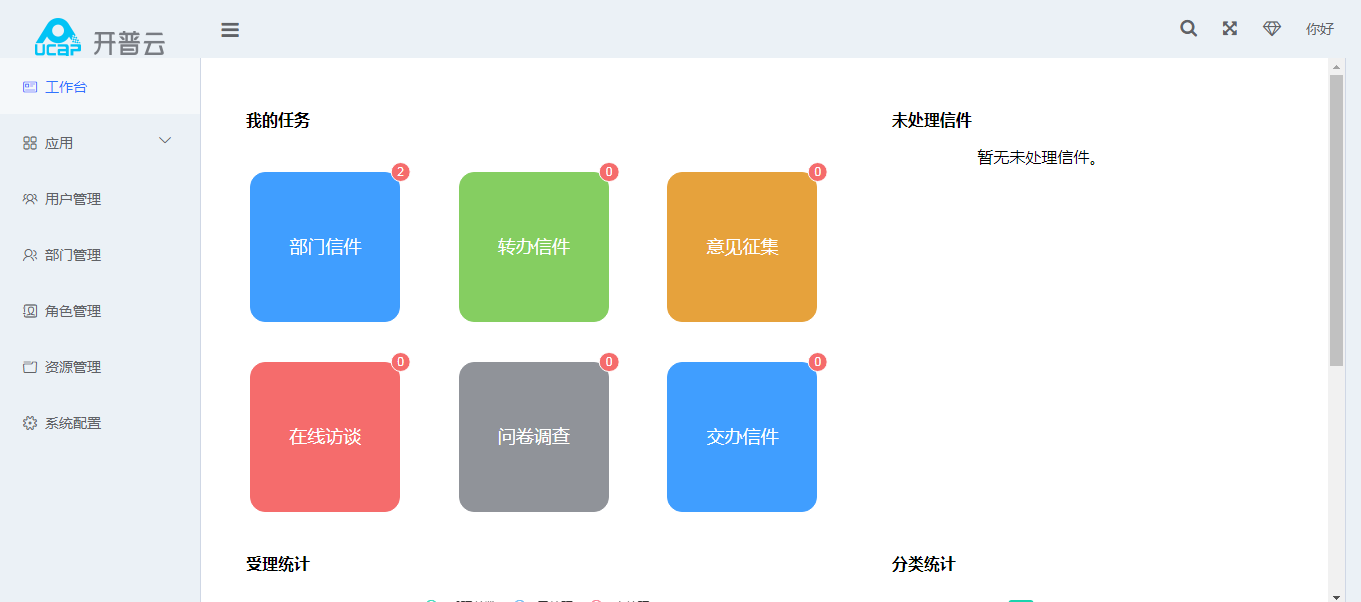 ucap 开普云
你好
工作台
应用
用户管理
部门管理
角色管理
资源管理
系统配置
我的任务
2
部门信件
0
转办信件
0
意见征集
0
在线访谈
0
问卷调查
0
交办信件
未处理信件
暂无未处理信件。
受理统计
分类统计